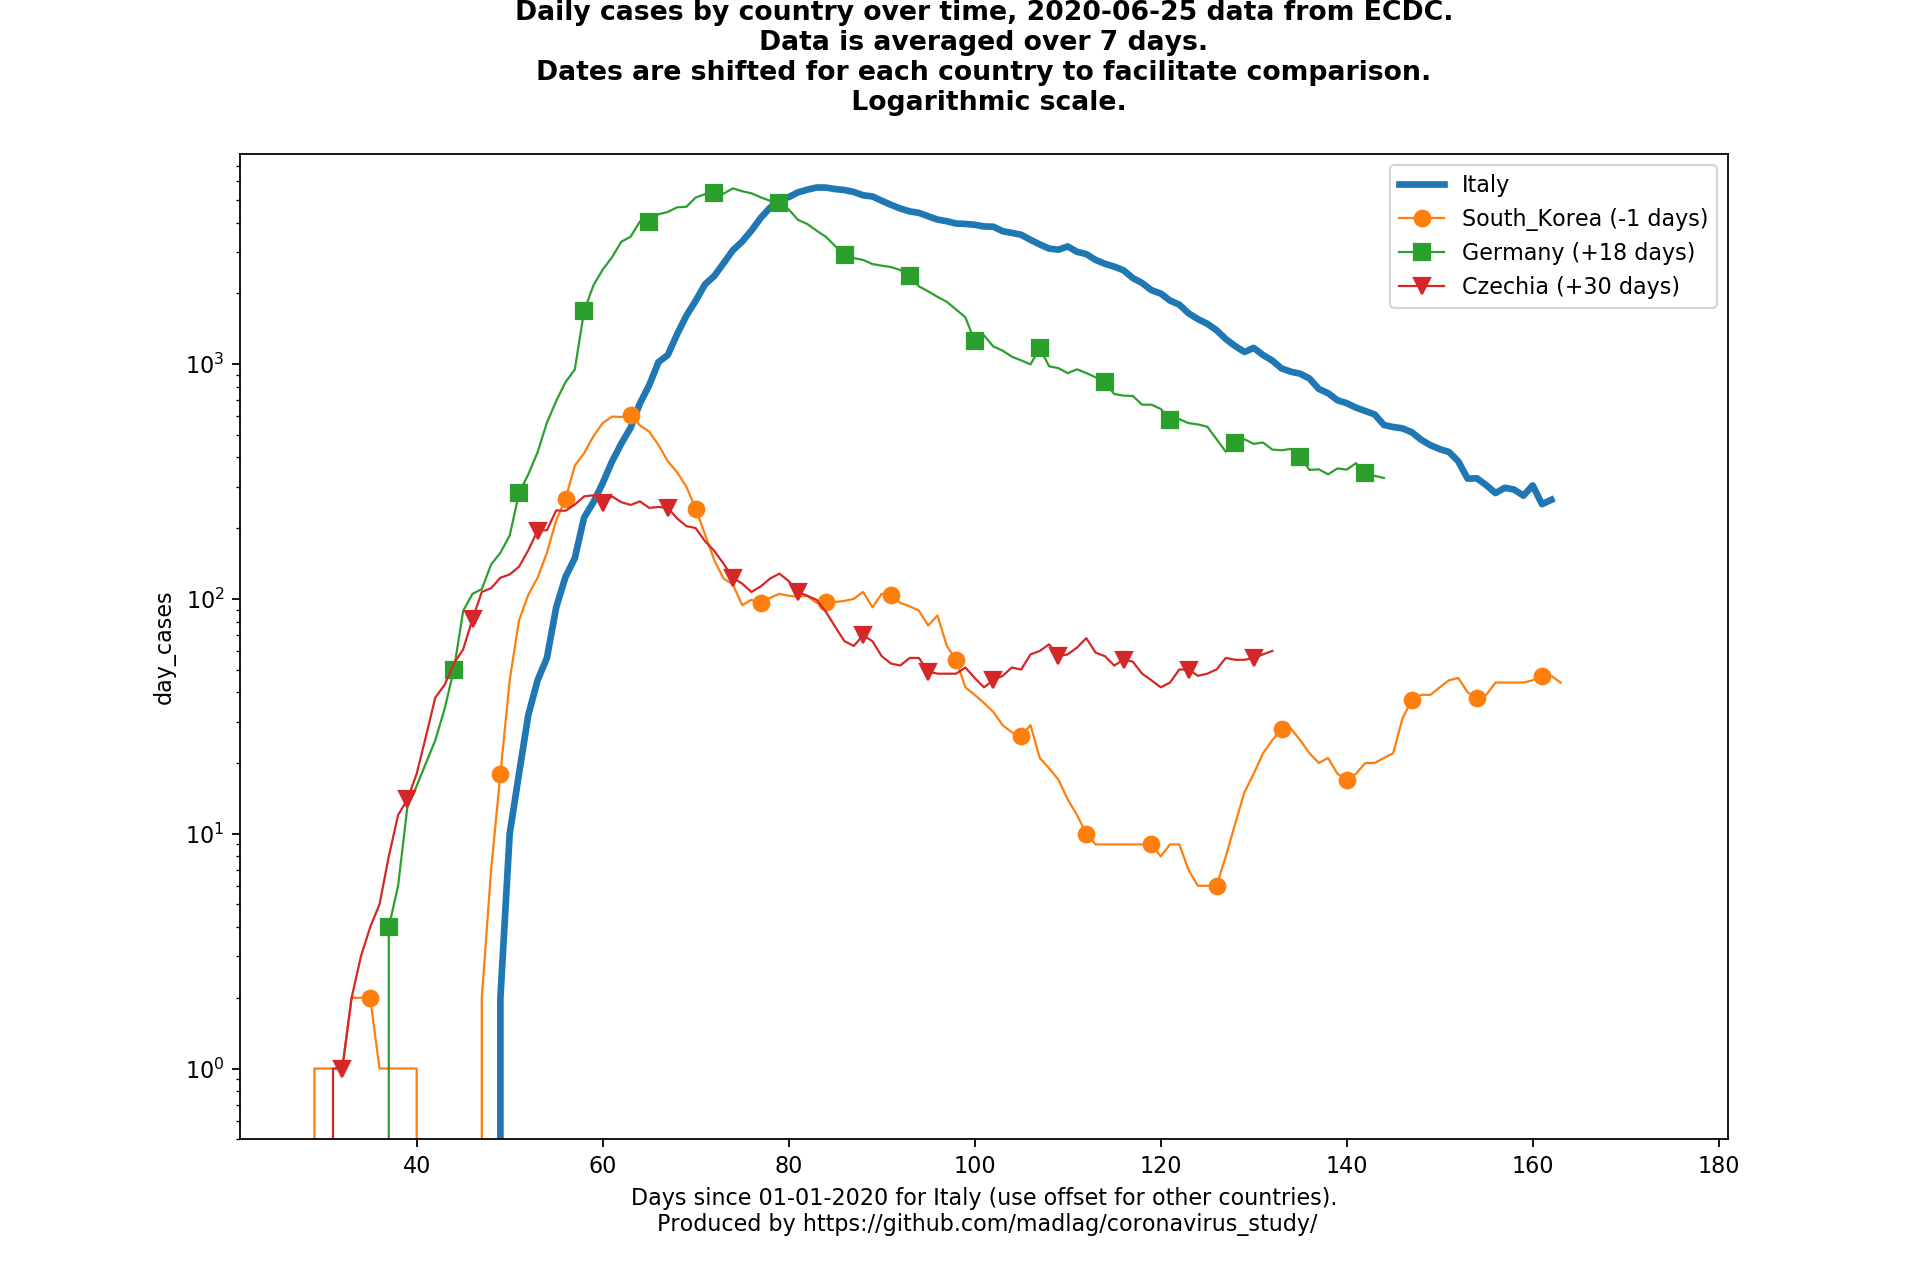 Daily cases by country over time, 2020-06-25 data from ECDC.
Data is averaged over 7 days.
Dates are shifted for each country to facilitate comparison.
Logarithmic scale.
Italy
South_Korea (-1 days)
Germany (+18 days)
Czechia (+30 days)
day_cases
10³
10²
10¹
10⁰
40 60 80 100 120 140 160 180
Days since 01-01-2020 for Italy (use offset for other countries).
Produced by https://github.com/madlag/coronavirus_study/